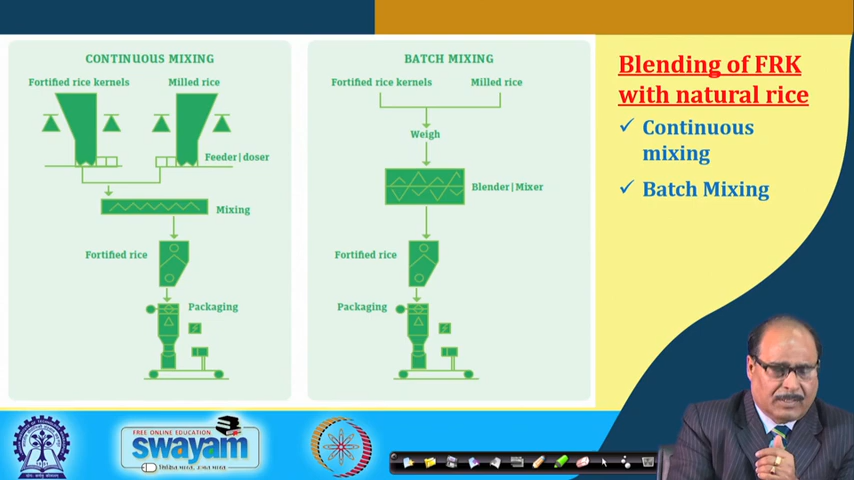 CONTINUOUS MIXING
Fortified rice kernels
Milled rice
Feeder|doser
Mixing
Fortified rice
Packaging
BATCH MIXING
Fortified rice kernels
Milled rice
Weigh
Blender|Mixer
Fortified rice
Packaging
Blending of FRK
with natural rice
✓ Continuous
mixing
✓ Batch Mixing
FREE ONLINE EDUCATION
swayam